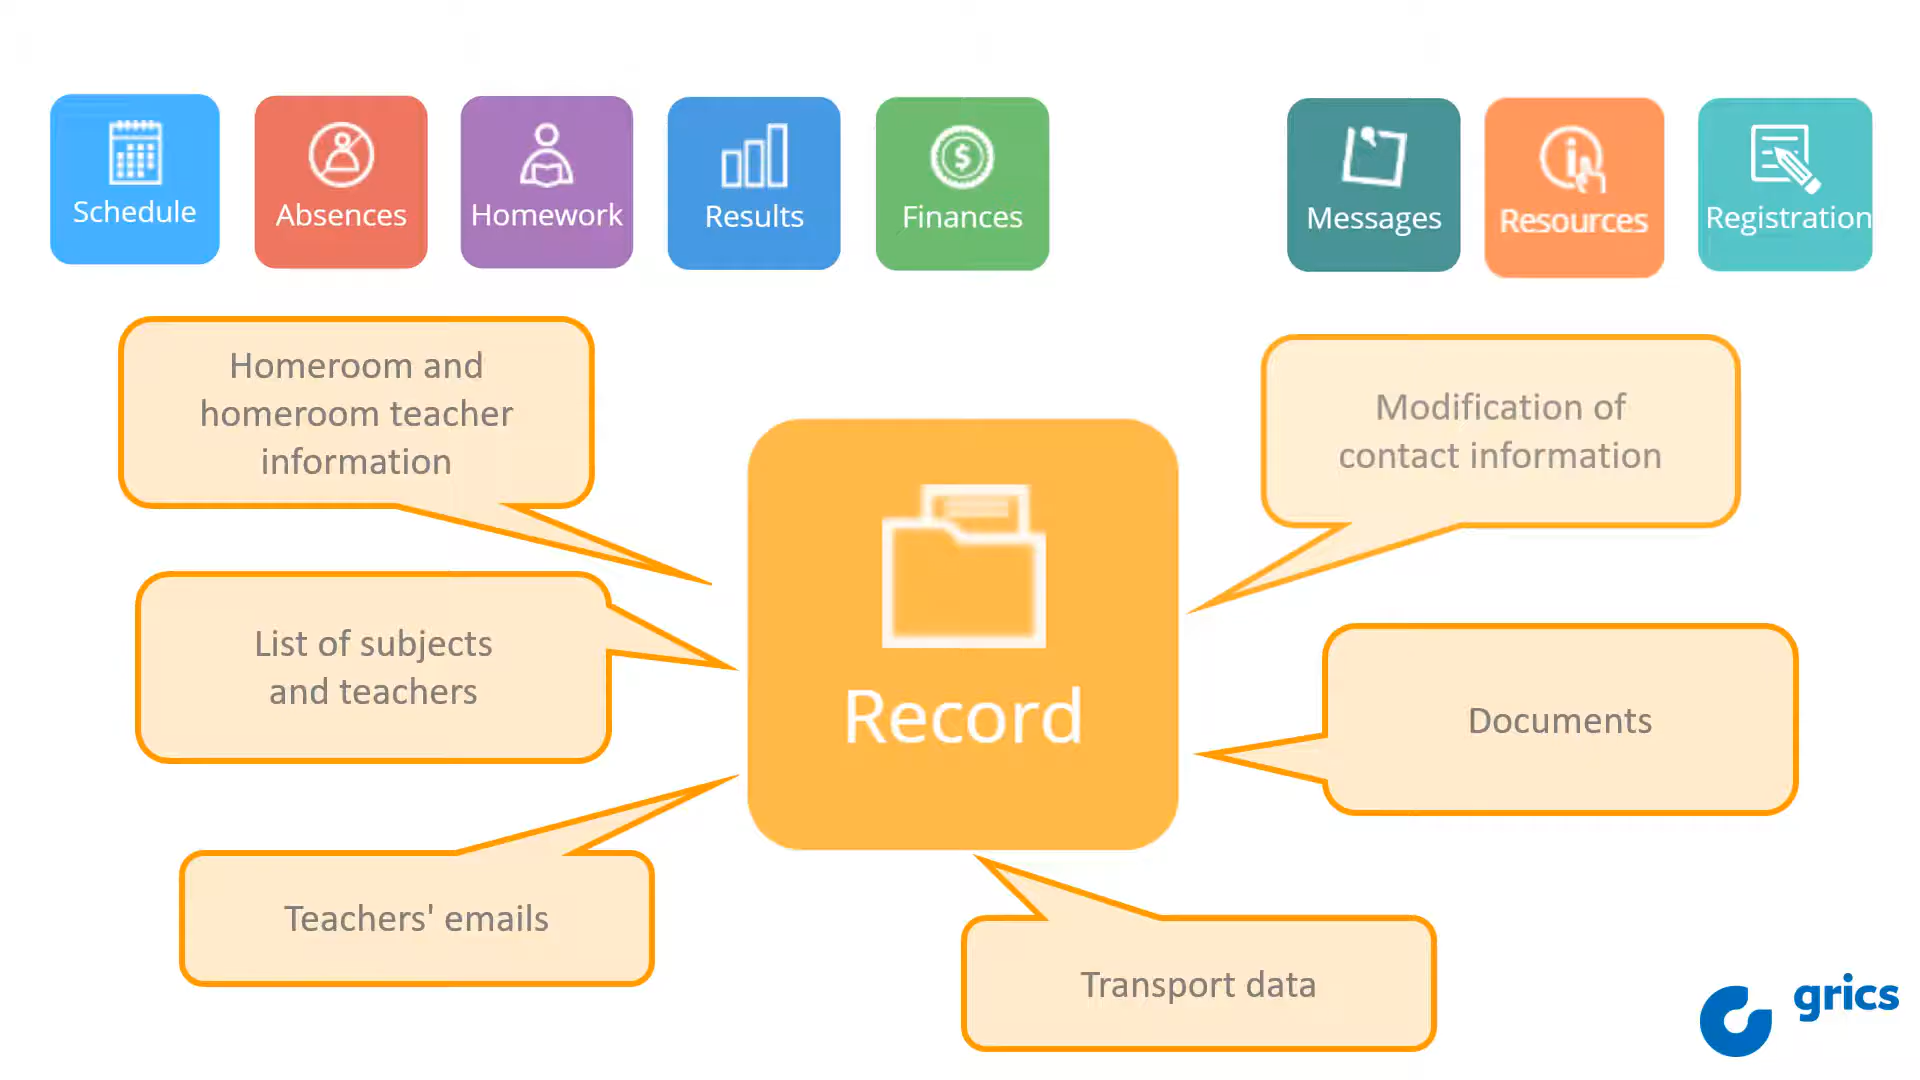 Schedule
Absences
Homework
Results
Finances
Messages
Resources
Registration
Homeroom and
homeroom teacher
information
List of subjects
and teachers
Teachers' emails
Record
Modification of
contact information
Documents
Transport data
grics